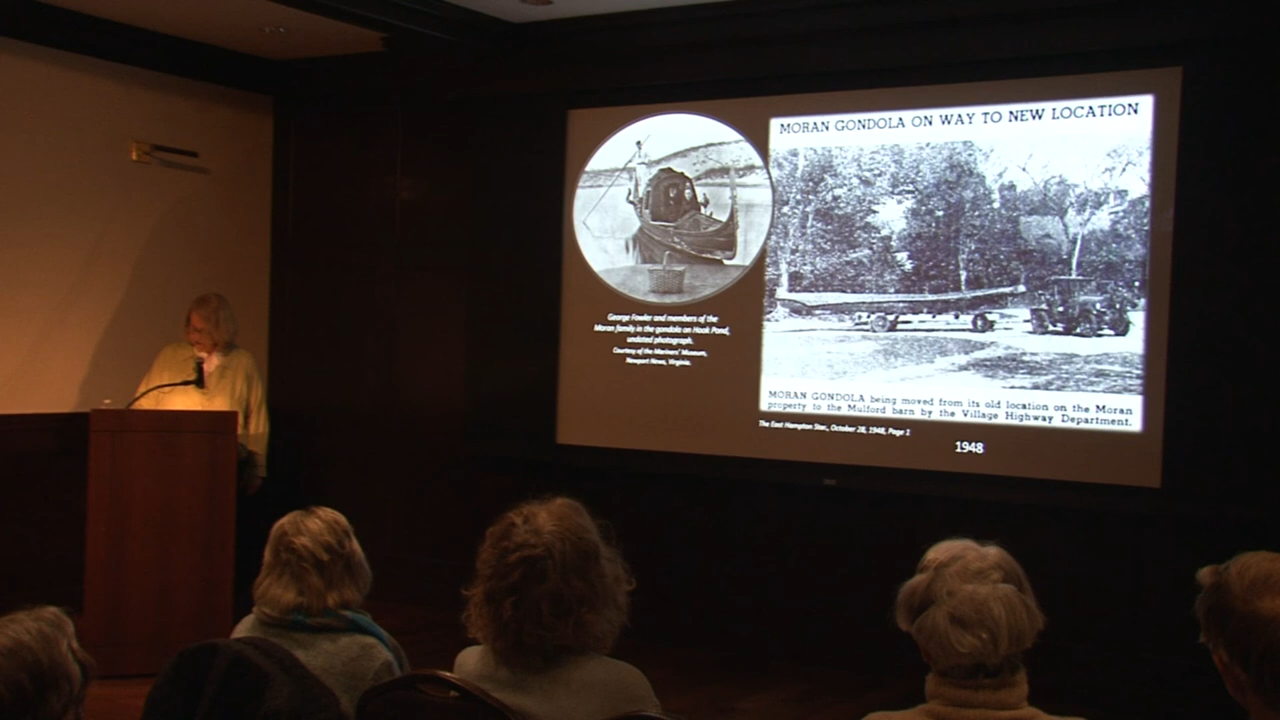 MORAN GONDOLA ON WAY TO NEW LOCATION
George Fowler and members of the
Moran family in the gondola on Hook Pond,
undated photograph.
Courtesy of the Mariners' Museum,
Newport News, Virginia.
MORAN GONDOLA being moved from its old location on the Moran
property to the Mulford barn by the Village Highway Department.
The East Hampton Star, October 28, 1948, Page 1
1948